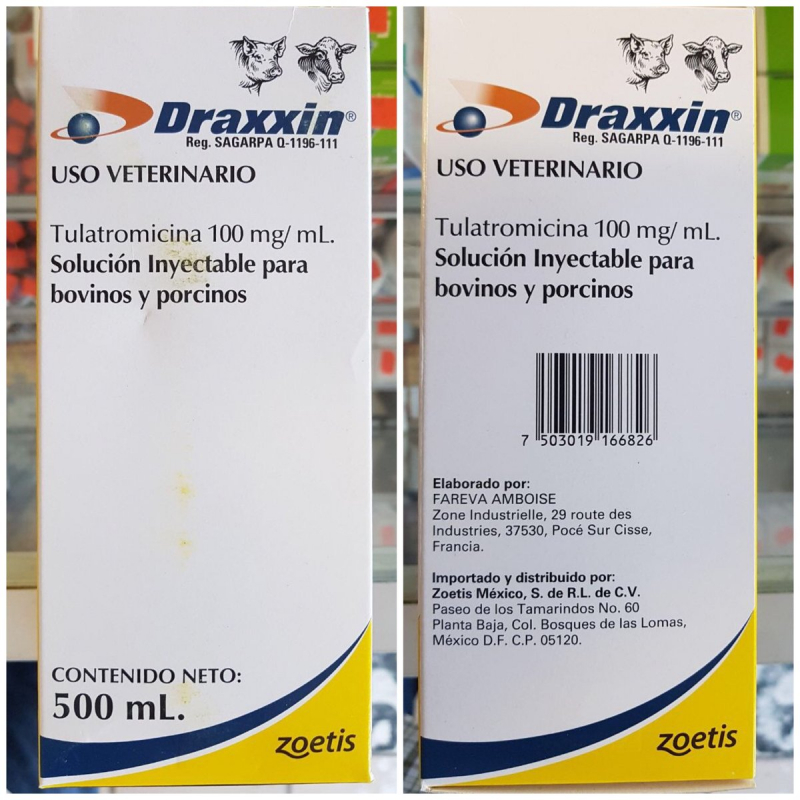 Draxxin®
Reg. SAGARPA Q-1196-111
USO VETERINARIO
Tulatromicina 100 mg/ mL.
Solución Inyectable para
bovinos y porcinos
CONTENIDO NETO:
500 mL.
zoetis
Draxxin®
Reg. SAGARPA Q-1196-111
USO VETERINARIO
Tulatromicina 100 mg/ mL.
Solución Inyectable para
bovinos y porcinos
7 503019 166826
Elaborado por:
FAREVA AMBOISE
Zone Industrielle, 29 route des
Industries, 37530, Pocé Sur Cisse,
Francia.
Importado y distribuido por:
Zoetis México, S. de R.L. de C.V.
Paseo de los Tamarindos No. 60
Planta Baja, Col. Bosques de las Lomas,
México D.F. C.P. 05120.
zoetis